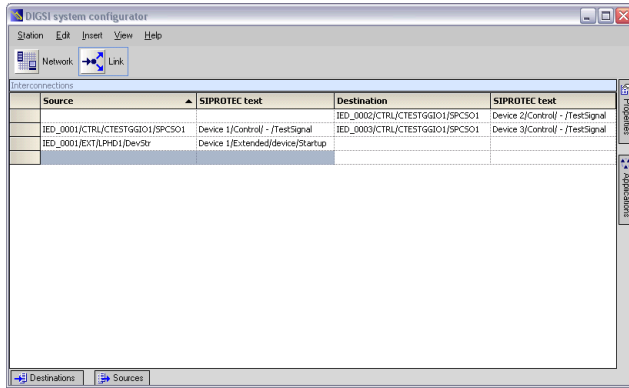 DIGSI system configurator
Station Edit Insert View Help
Network Link
Interconnections
Source SIPROTEC text Destination SIPROTEC text
IED_0002/CTRL/CTESTGGIO1/SPCSO1 Device 2/Control/ - /TestSignal
IED_0001/CTRL/CTESTGGIO1/SPCSO1 Device 1/Control/ - /TestSignal IED_0003/CTRL/CTESTGGIO1/SPCSO1 Device 3/Control/ - /TestSignal
IED_0001/EXT/LPHD1/DevStr Device 1/Extended/device/Startup
Properties
Applications
Destinations Sources